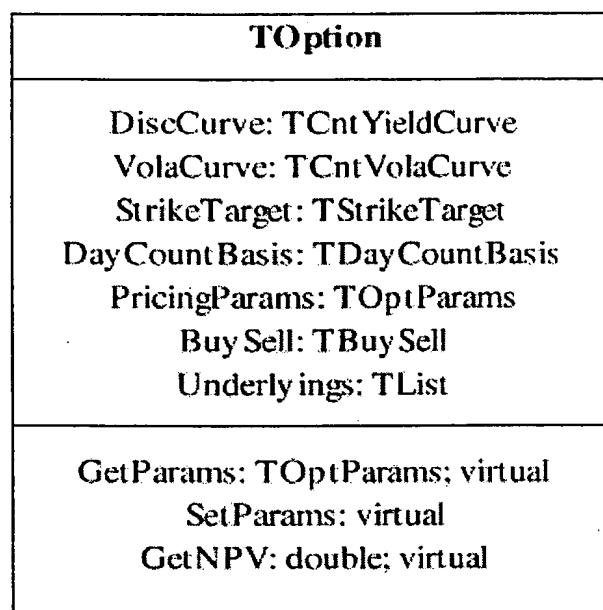 TOption
DiscCurve: TCntYieldCurve
VolaCurve: TCntVolaCurve
StrikeTarget: TStrikeTarget
DayCountBasis: TDayCountBasis
PricingParams: TOptParams
BuySell: TBuySell
Underlyings: TList
GetParams: TOptParams; virtual
SetParams: virtual
GetNPV: double; virtual